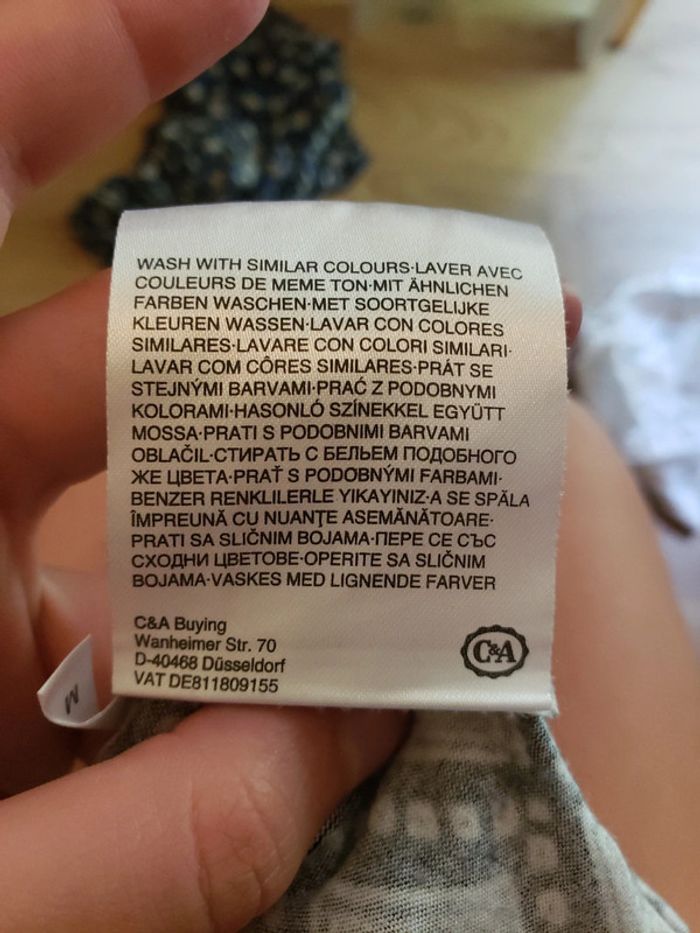 WASH WITH SIMILAR COLOURS·LAVER AVEC
COULEURS DE MEME TON·MIT ÄHNLICHEN
FARBEN WASCHEN·MET SOORTGELIJKE
KLEUREN WASSEN·LAVAR CON COLORES
SIMILARES·LAVARE CON COLORI SIMILARI·
LAVAR COM CÔRES SIMILARES·PRÁT SE
STEJNÝMI BARVAMI·PRAĆ Z PODOBNYMI
KOLORAMI·HASONLÓ SZÍNEKKEL EGYÜTT
MOSSA·PRATI S PODOBNIMI BARVAMI
OBLAČIL·СТИРАТЬ С БЕЛЬЕМ ПОДОБНОГО
ЖЕ ЦВЕТА·PRAŤ S PODOBNÝMI FARBAMI·
BENZER RENKLILERLE YIKAYINIZ·A SE SPĂLA
ÎMPREUNĂ CU NUANŢE ASEMĂNĂTOARE·
PRATI SA SLIČNIM BOJAMA·ПЕРЕ СЕ СЪС
СХОДНИ ЦВЕТОВЕ·OPERITE SA SLIČNIM
BOJAMA·VASKES MED LIGNENDE FARVER
C&A Buying
Wanheimer Str. 70
D-40468 Düsseldorf
VAT DE811809155
C&A
M